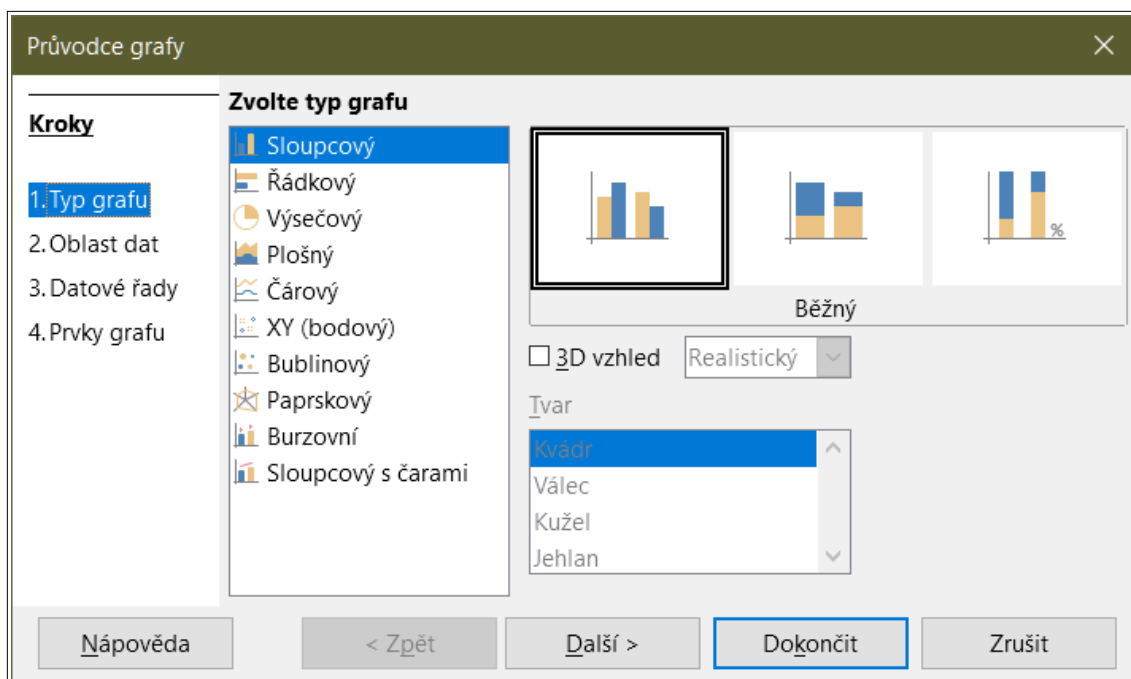 Průvodce grafy
Kroky
1. Typ grafu
2. Oblast dat
3. Datové řady
4. Prvky grafu
Zvolte typ grafu
Sloupcový
Řádkový
Výsečový
Plošný
Čárový
XY (bodový)
Bublinový
Paprskový
Burzovní
Sloupcový s čarami
%
Běžný
3D vzhled
Realistický
Tvar
Kvádr
Válec
Kužel
Jehlan
Nápověda
< Zpět
Další >
Dokončit
Zrušit